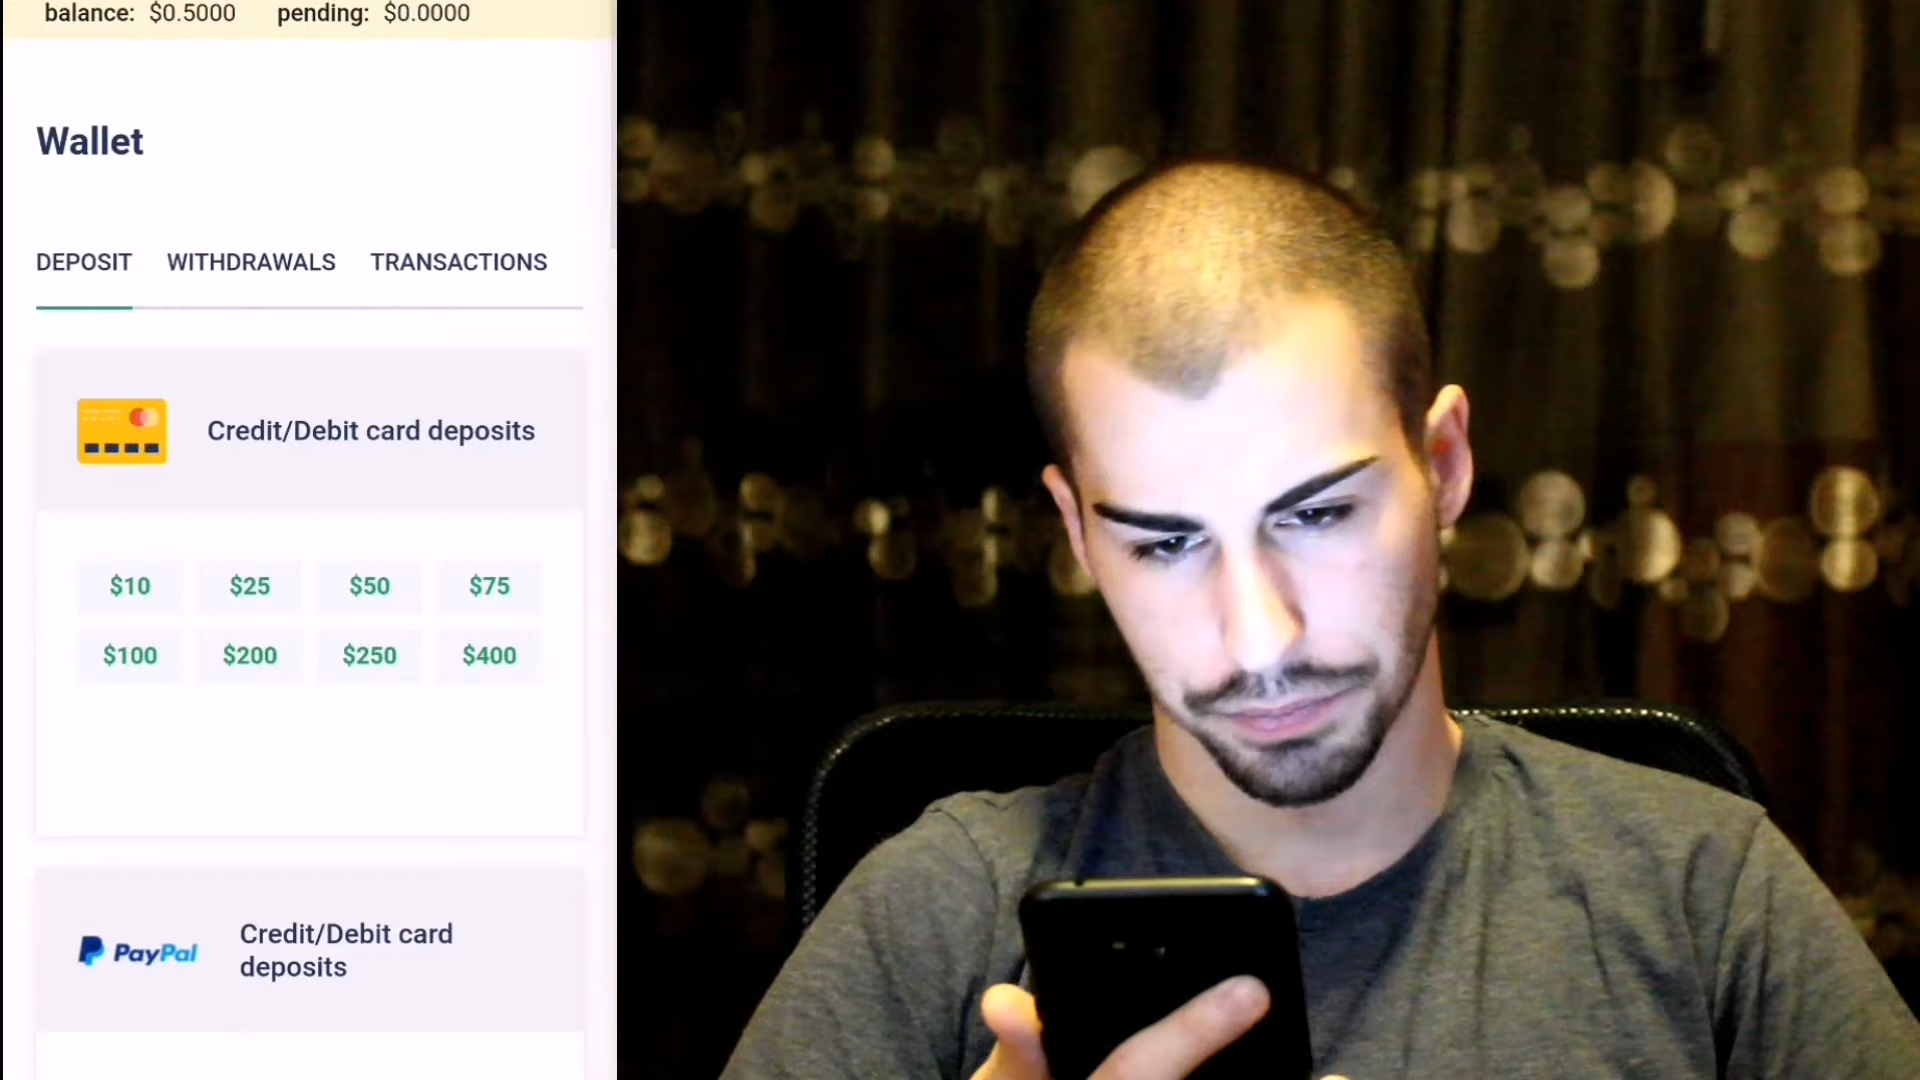 balance: $0.5000 pending: $0.0000
Wallet
DEPOSIT WITHDRAWALS TRANSACTIONS
Credit/Debit card deposits
$10 $25 $50 $75
$100 $200 $250 $400
PayPal
Credit/Debit card
deposits